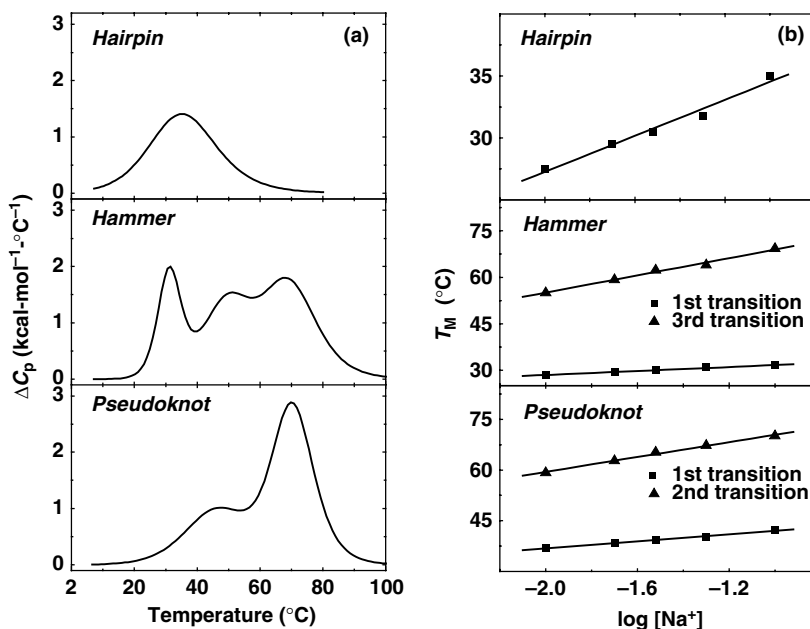 Hairpin (a)
3
2
1
0
Hammer
3
2
1
0
Pseudoknot
3
2
1
0
2 20 40 60 80 100
Temperature (°C)
ΔCp (kcal-mol−1-°C−1)
Hairpin (b)
35
30
Hammer
75
60
45
30
1st transition
3rd transition
Pseudoknot
75
60
45
1st transition
2nd transition
−2.0 −1.6 −1.2
log [Na+]
TM (°C)